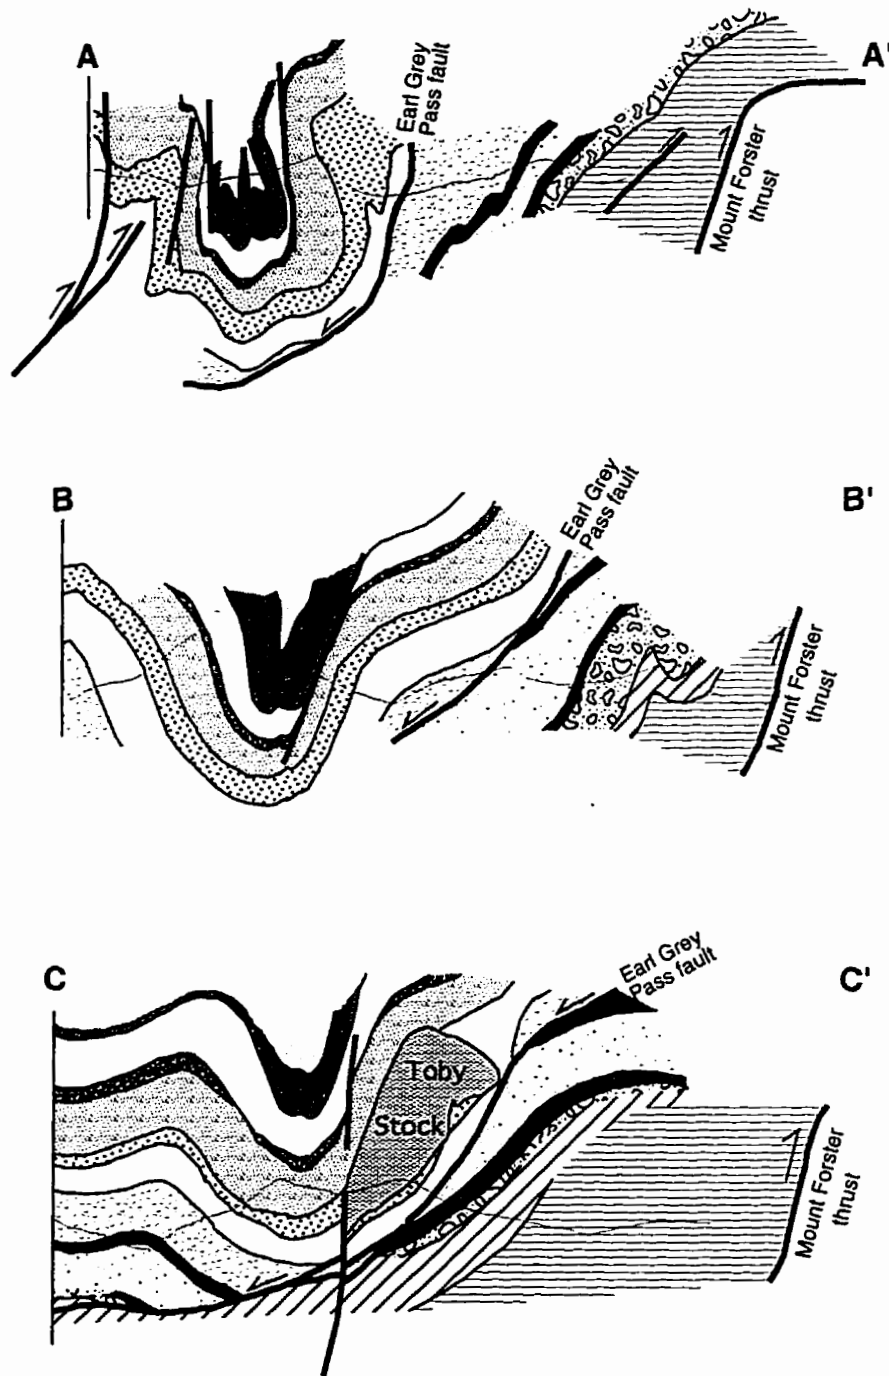 A
A'
Earl Grey
Pass fault
Mount Forster
thrust
B
B'
Earl Grey
Pass fault
Mount Forster
thrust
C
C'
Earl Grey
Pass fault
Toby
Stock
Mount Forster
thrust